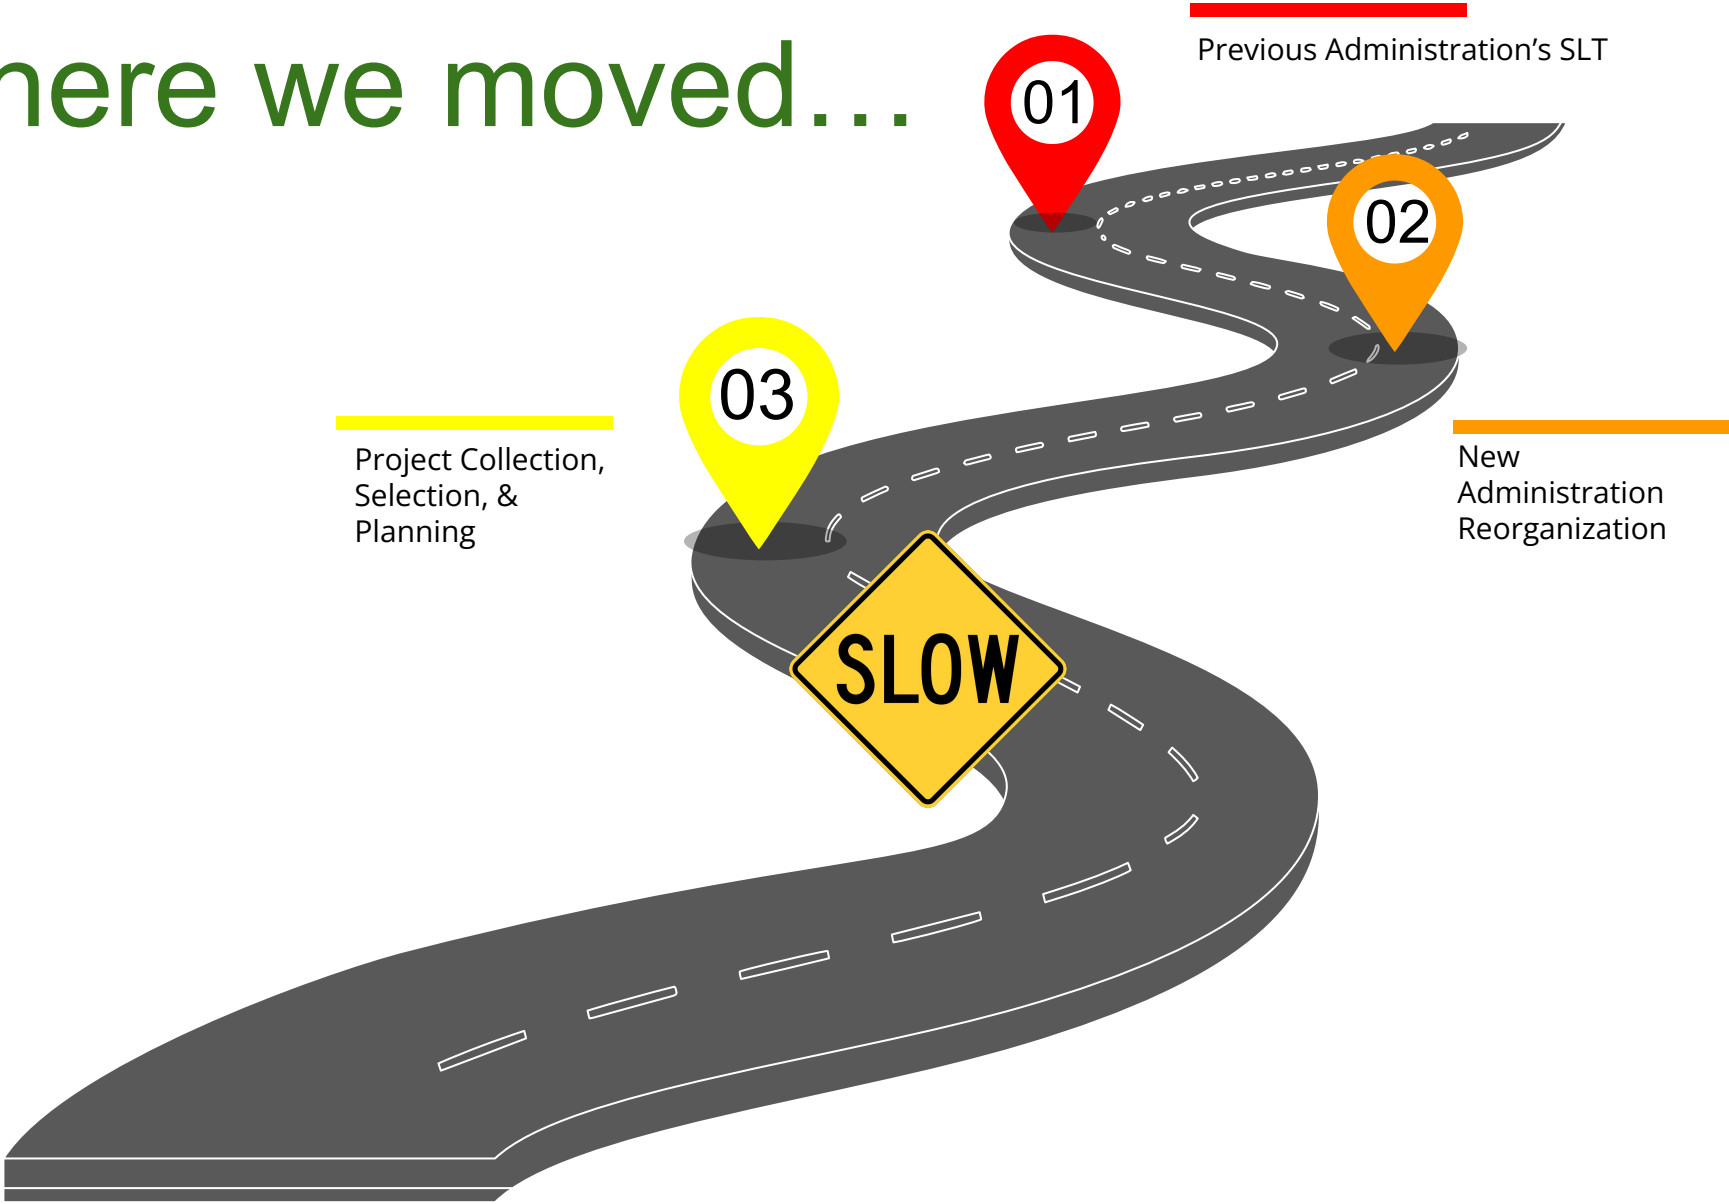 here we moved…
01
Previous Administration’s SLT
02
New
Administration
Reorganization
03
Project Collection,
Selection, &
Planning
SLOW